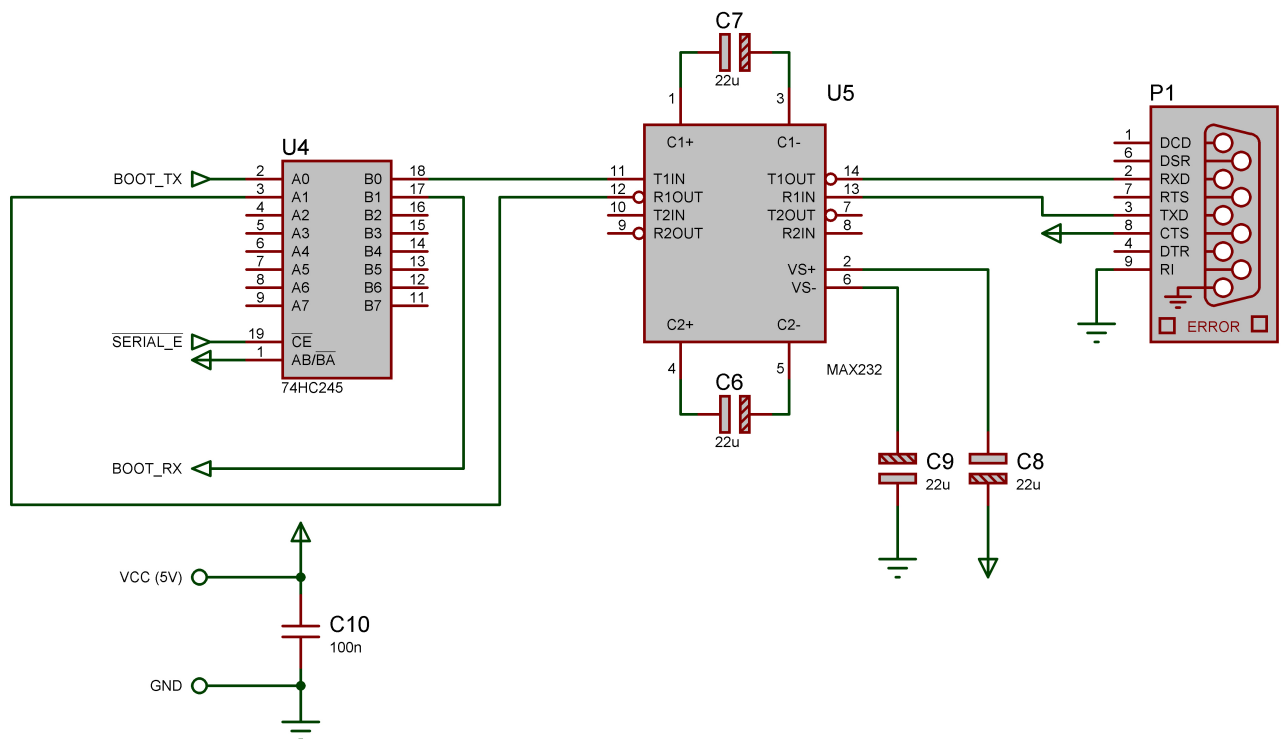 C7
22u
1
3
U5
C1+
C1-
11
T1IN
T1OUT
14
12
R1OUT
R1IN
13
10
T2IN
T2OUT
7
9
R2OUT
R2IN
8
VS+
2
VS-
6
C2+
C2-
4
5
MAX232
C6
22u
P1
1
DCD
6
DSR
2
RXD
7
RTS
3
TXD
8
CTS
4
DTR
9
RI
ERROR
U4
BOOT_TX
2
A0
B0
18
3
A1
B1
17
4
A2
B2
16
5
A3
B3
15
6
A4
B4
14
7
A5
B5
13
8
A6
B6
12
9
A7
B7
11
SERIAL_E
19
CE
1
AB/BA
74HC245
BOOT_RX
C9
22u
C8
22u
VCC (5V)
C10
100n
GND